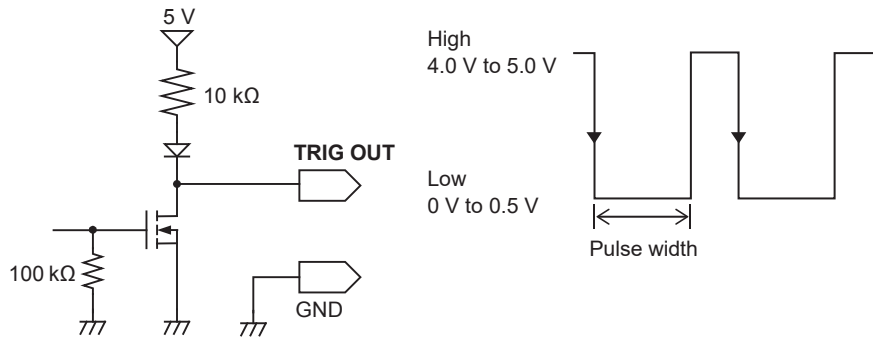 5 V
10 kΩ
TRIG OUT
100 kΩ
GND
High
4.0 V to 5.0 V
Low
0 V to 0.5 V
Pulse width